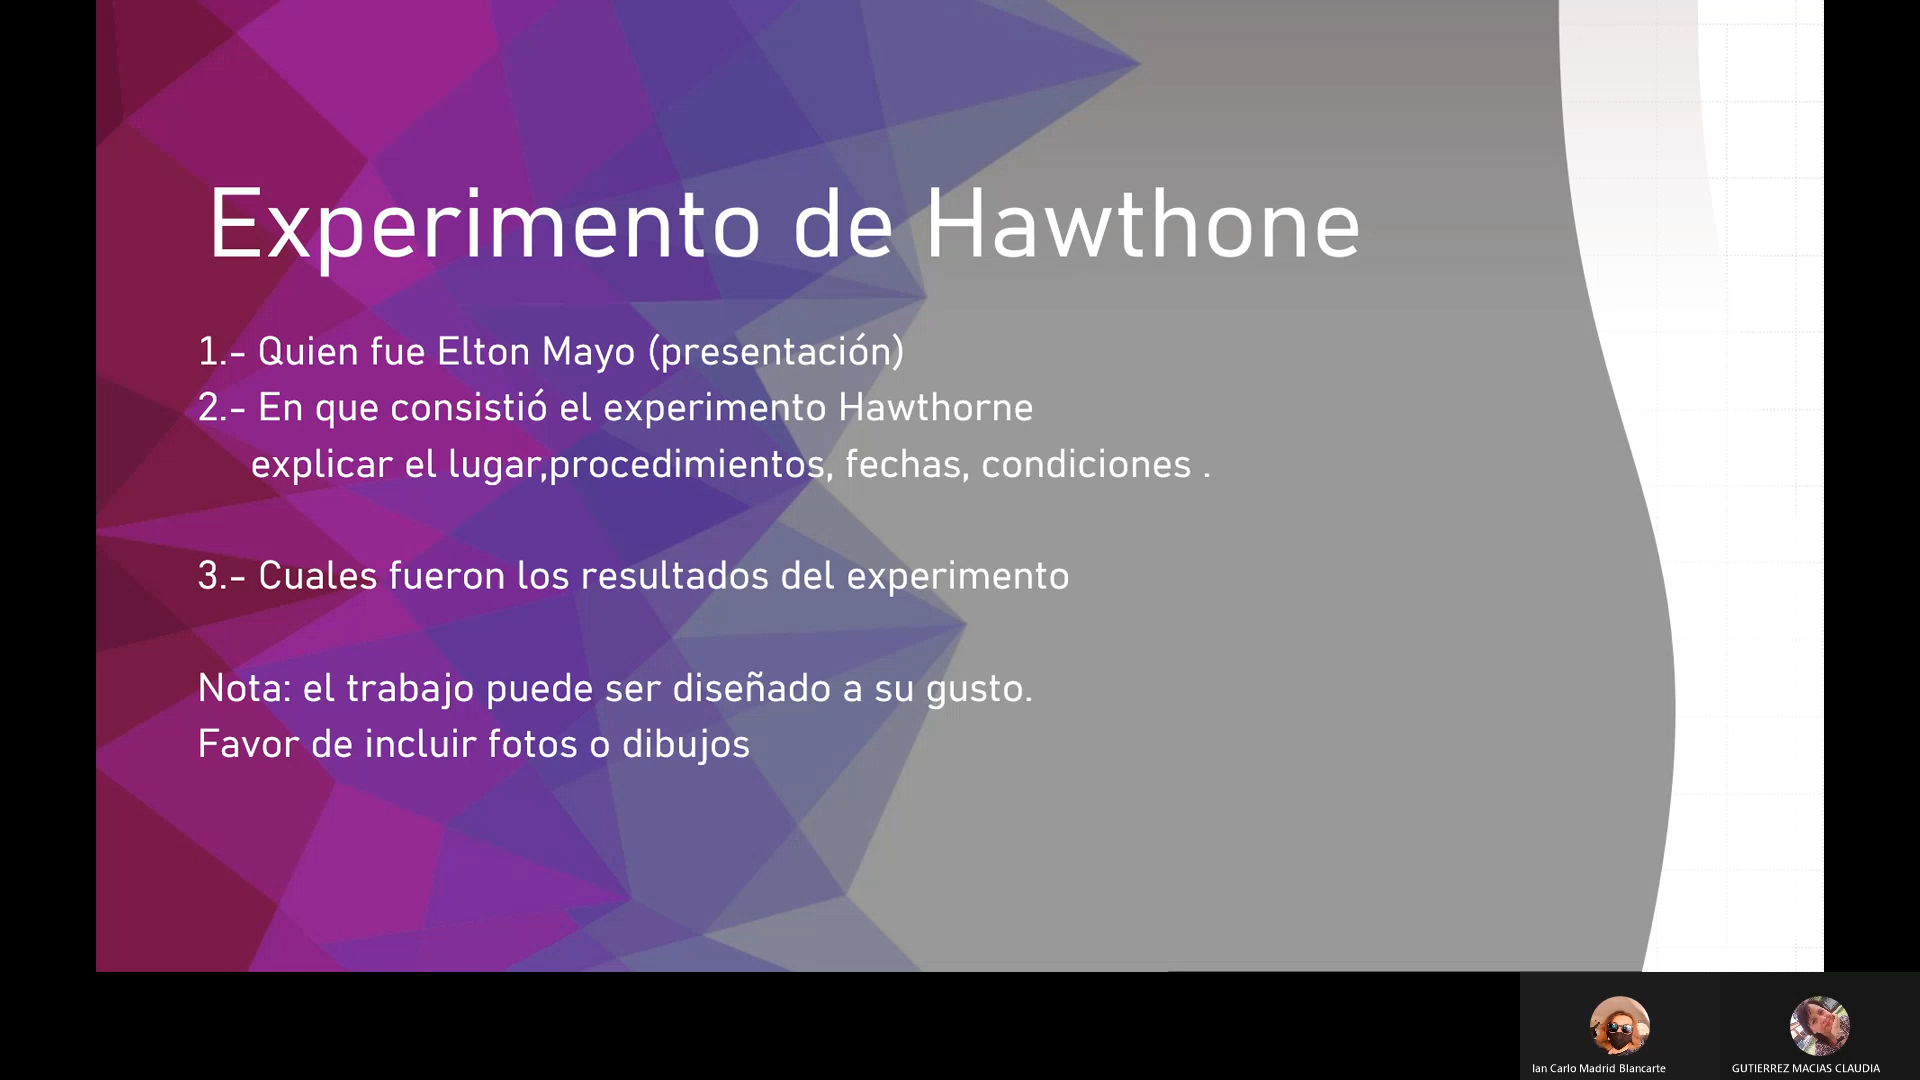 Experimento de Hawthone
1.- Quien fue Elton Mayo (presentación)
2.- En que consistió el experimento Hawthorne
explicar el lugar,procedimientos, fechas, condiciones .
3.- Cuales fueron los resultados del experimento
Nota: el trabajo puede ser diseñado a su gusto.
Favor de incluir fotos o dibujos
Ian Carlo Madrid Blancarte
GUTIERREZ MACIAS CLAUDIA